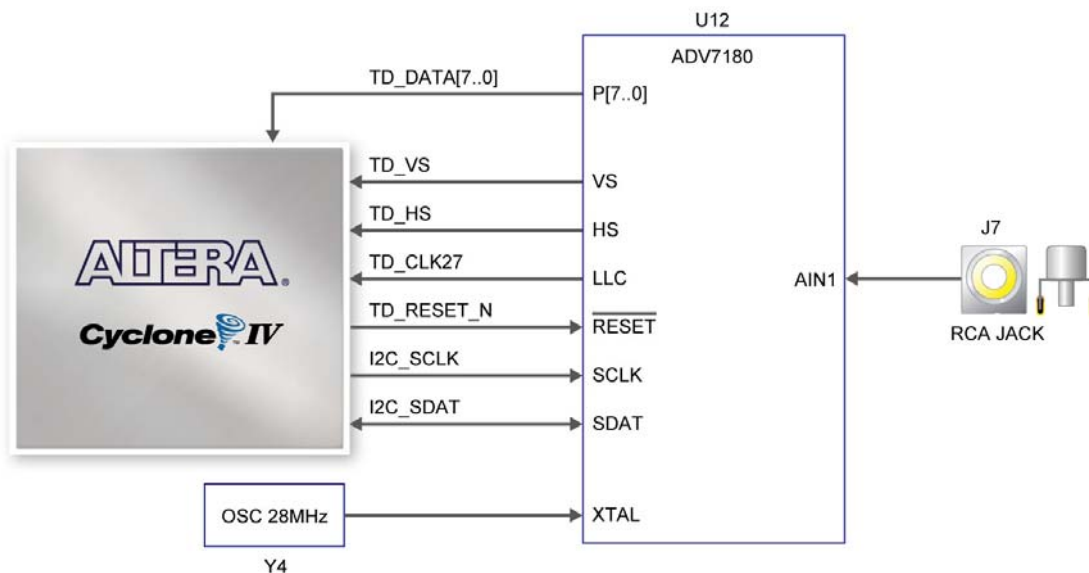 U12
ADV7180
TD_DATA[7..0]
P[7..0]
TD_VS
VS
TD_HS
HS
J7
TD_CLK27
LLC
AIN1
TD_RESET_N
RESET
RCA JACK
ALTERA®
Cyclone™ IV
I2C_SCLK
SCLK
I2C_SDAT
SDAT
OSC 28MHz
XTAL
Y4